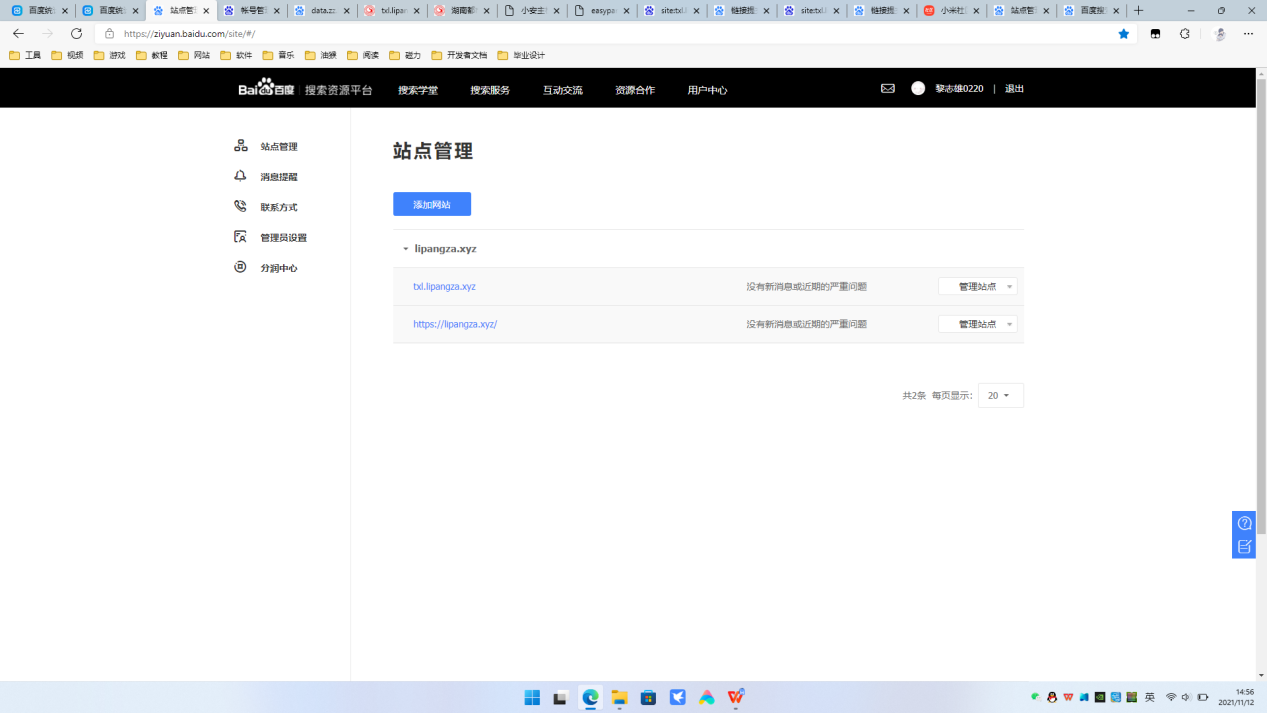 百度统
百度统
站点管
帐号管
data.zz
txl.lipan
湖南都
小安主
easypa
site:txl.l
链接提
site:txl.l
链接提
小米社
站点管
百度搜
https://ziyuan.baidu.com/site/#/
工具
视频
游戏
教程
网站
软件
音乐
油猴
阅读
磁力
开发者文档
毕业设计
Bai du 百度 搜索资源平台
搜索学堂
搜索服务
互动交流
资源合作
用户中心
黎志雄0220 | 退出
站点管理
消息提醒
联系方式
管理员设置
分润中心
站点管理
添加网站
lipangza.xyz
txl.lipangza.xyz 没有新消息或近期的严重问题 管理站点
https://lipangza.xyz/ 没有新消息或近期的严重问题 管理站点
共2条 每页显示: 20
英
14:56
2021/11/12